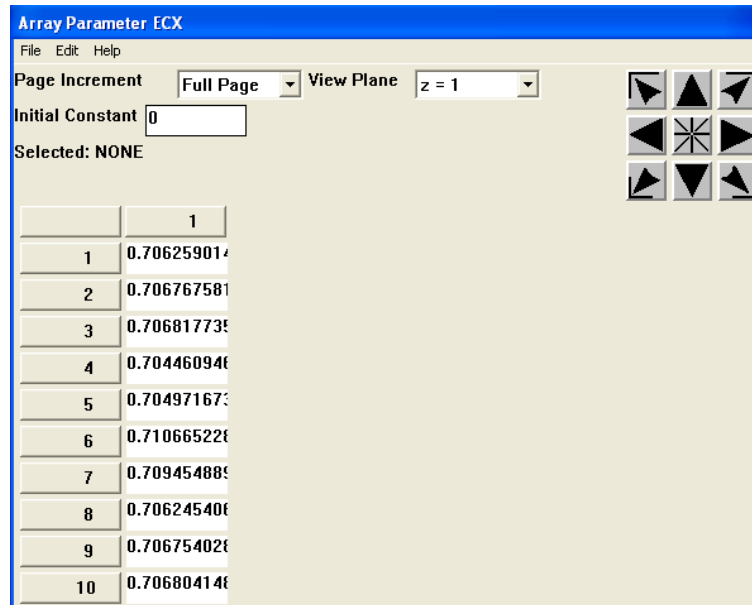 Array Parameter ECX
File Edit Help
Page Increment Full Page View Plane z = 1
Initial Constant 0
Selected: NONE
1
1 0.70625901
2 0.70676758
3 0.70681773
4 0.70446094
5 0.70497167
6 0.71066522
7 0.70945488
8 0.70624540
9 0.70675402
10 0.70680414